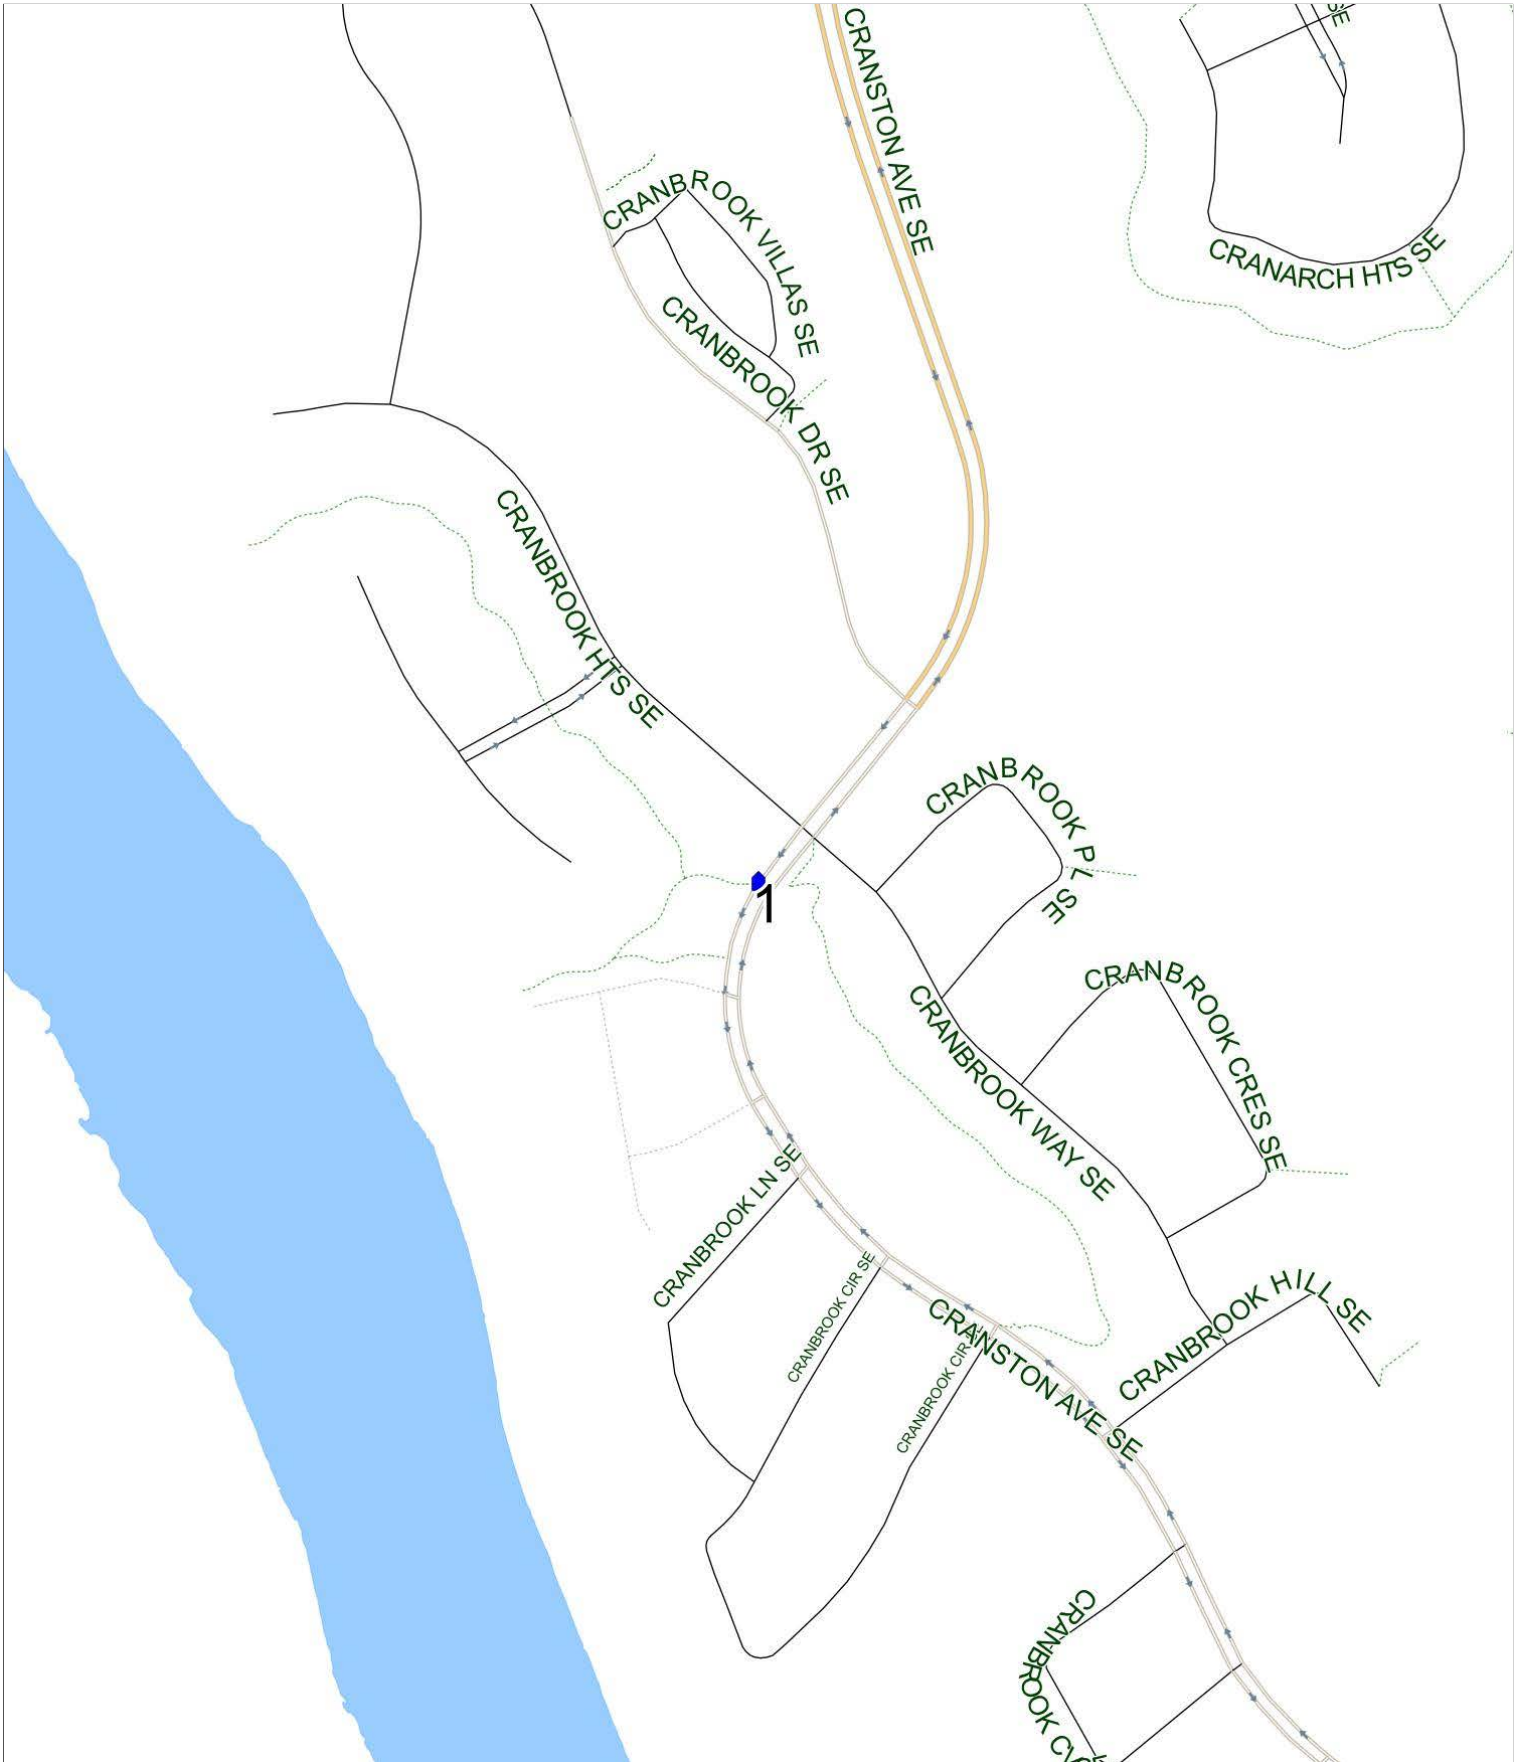 SE
CRANSTON AVE SE
CRANBROOK VILLAS SE
CRANARCH HTS SE
CRANBROOK DR SE
CRANBROOK HTS SE
CRANBROOK PL SE
1
CRANBROOK CRES SE
CRANBROOK WAY SE
CRANBROOK LN SE
CRANBROOK CIR SE
CRANBROOK HILL SE
CRANSTON AVE SE
CRANBROOK CIR
CRANBROOK